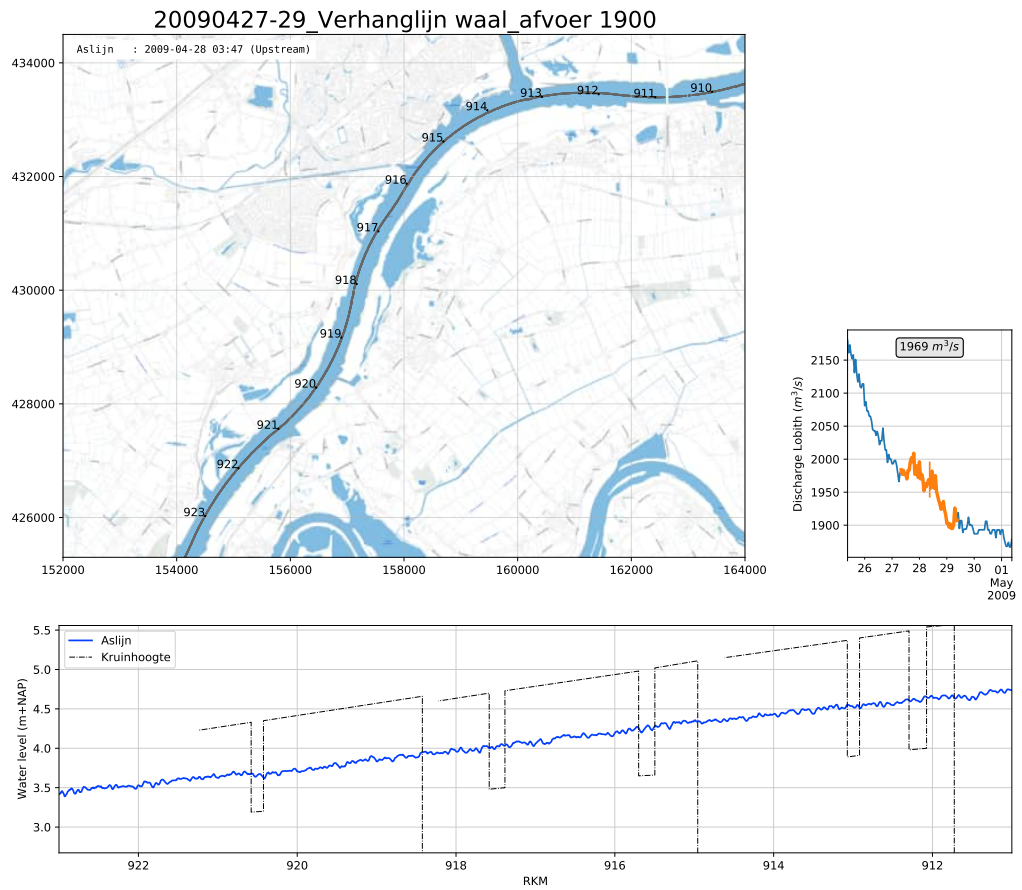 20090427-29_Verhanglijn waal_afvoer 1900
Aslijn : 2009-04-28 03:47 (Upstream)
434000
432000
430000
428000
426000
152000 154000 156000 158000 160000 162000 164000
910
911
912
913
914
915
916
917
918
919
920
921
922
923
1969 m³/s
Discharge Lobith (m³/s)
2150
2100
2050
2000
1950
1900
26 27 28 29 30 01
May
2009
Aslijn
Kruinhoogte
Water level (m+NAP)
5.5
5.0
4.5
4.0
3.5
3.0
922 920 918 916 914 912
RKM